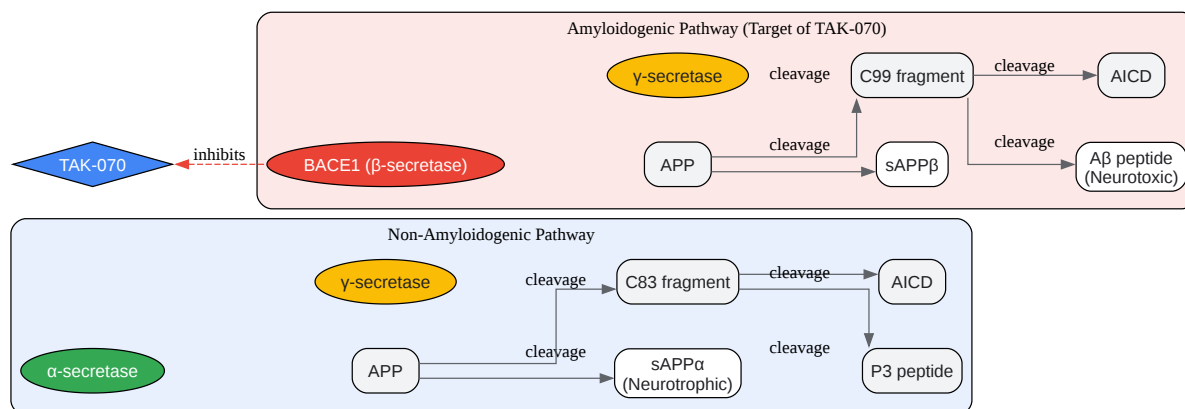 Amyloidogenic Pathway (Target of TAK-070)
γ-secretase
cleavage
C99 fragment
cleavage
AICD
TAK-070
inhibits
BACE1 (β-secretase)
APP
cleavage
sAPPβ
cleavage
Aβ peptide
(Neurotoxic)
Non-Amyloidogenic Pathway
γ-secretase
cleavage
C83 fragment
cleavage
AICD
α-secretase
APP
cleavage
sAPPα
(Neurotrophic)
cleavage
P3 peptide